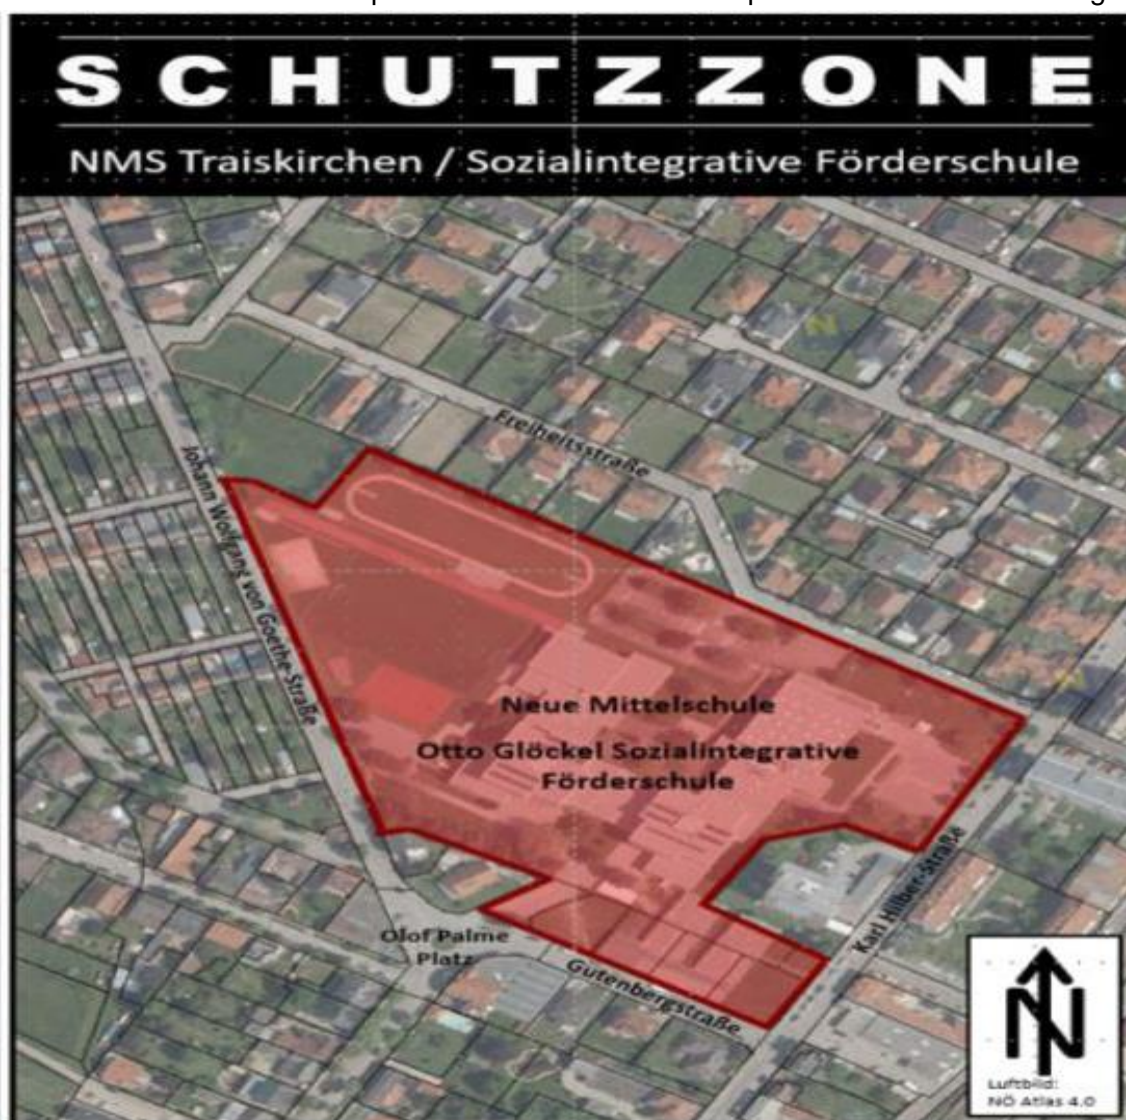 SCHUTZZONE
NMS Traiskirchen / Sozialintegrative Förderschule
Freiheitsstraße
Johann Wolfgang von Goethe-Straße
Neue Mittelschule
Otto Glöckel Sozialintegrative
Förderschule
Karl Hilber-Straße
Olof Palme
Platz
Gutenbergstraße
N
Luftbild:
NÖ Atlas 4.0